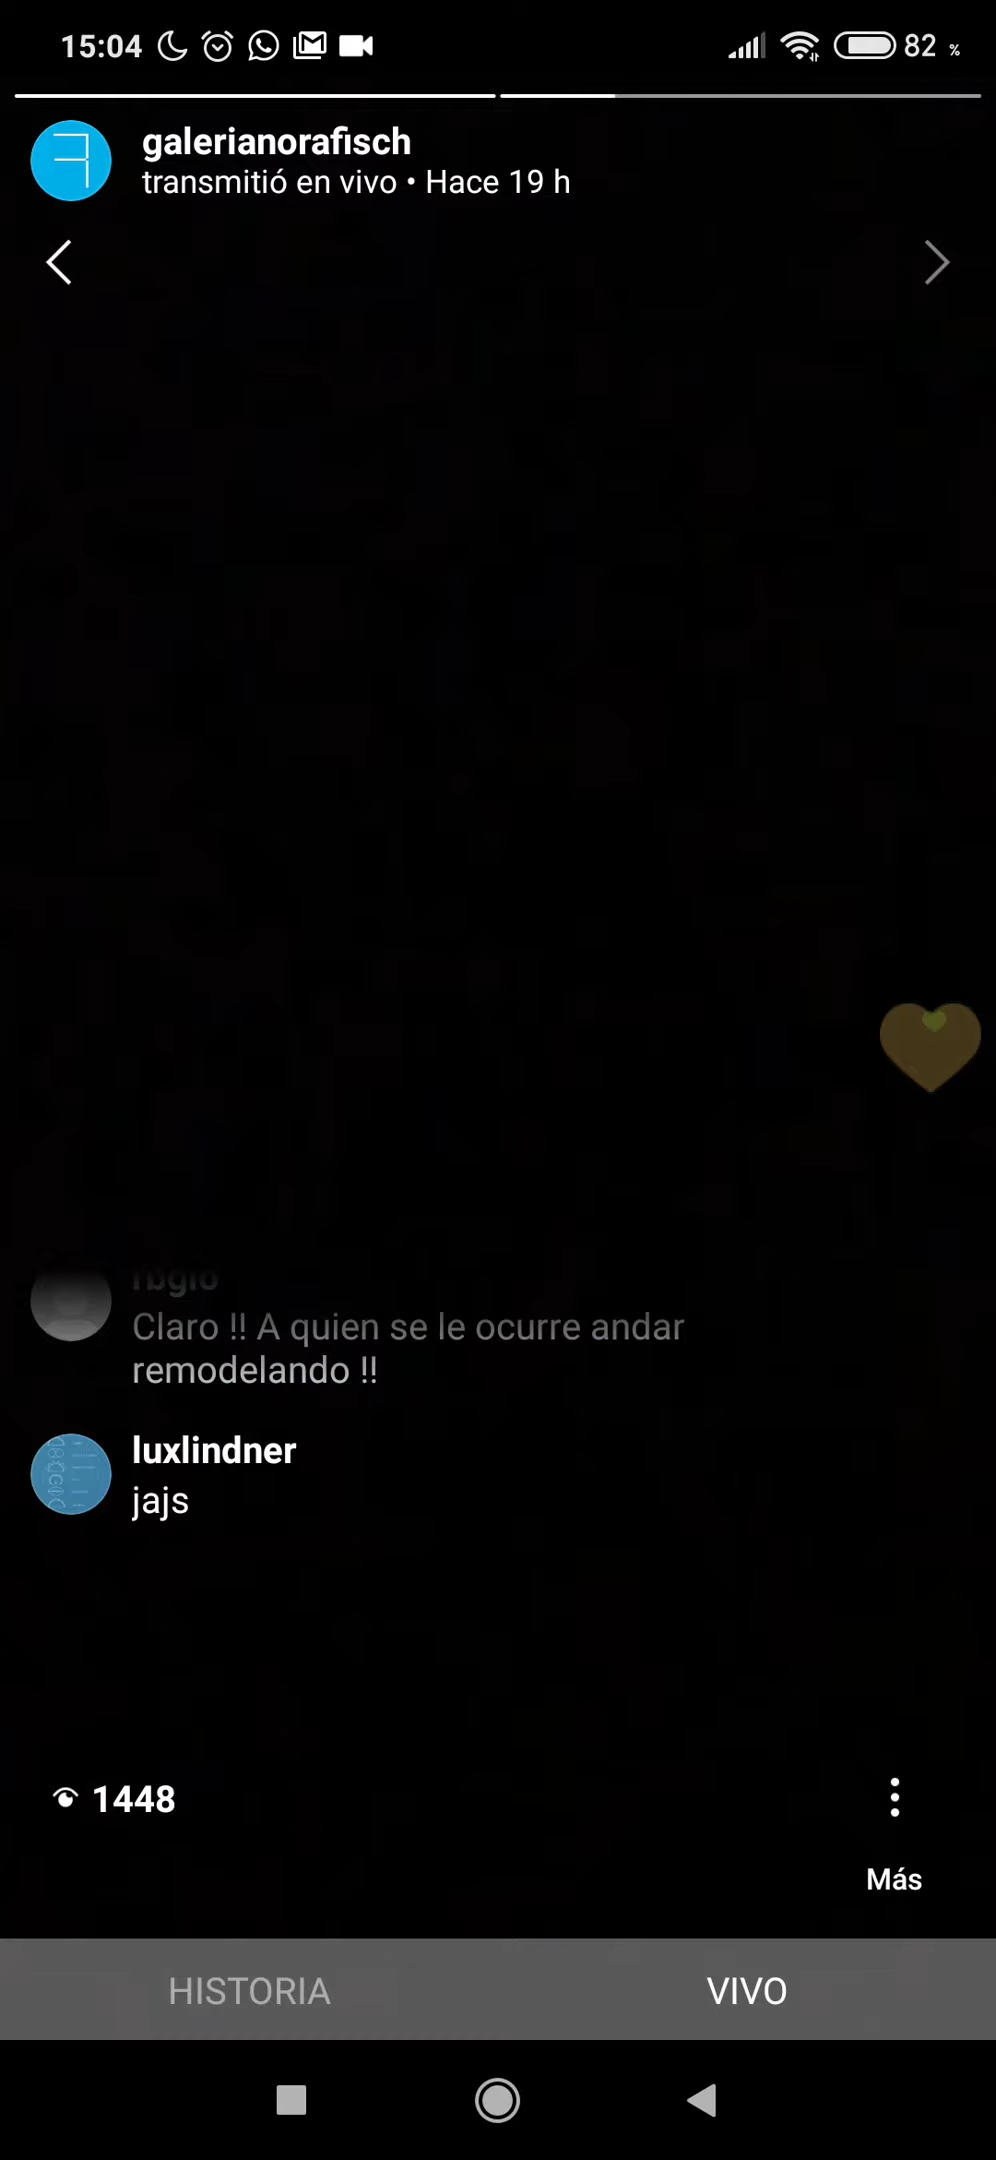 15:04 82 %
galerianorafisch
transmitió en vivo • Hace 19 h
rbgio
Claro !! A quien se le ocurre andar
remodelando !!
luxlindner
jajs
1448
Más
HISTORIA VIVO